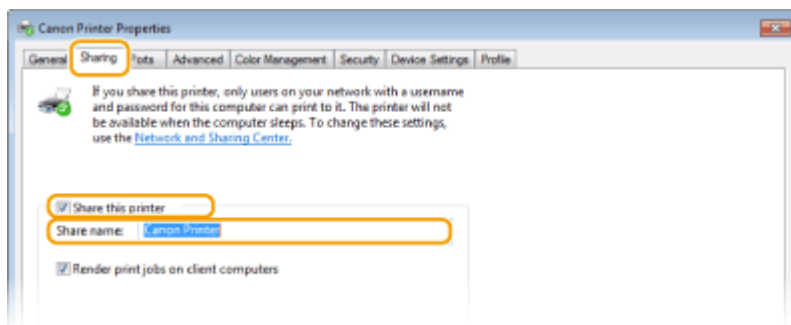 Canon Printer Properties
General Sharing Ports Advanced Color Management Security Device Settings Profile
If you share this printer, only users on your network with a username
and password for this computer can print to it. The printer will not
be available when the computer sleeps. To change these settings,
use the Network and Sharing Center.
Share this printer
Share name: Canon Printer
Render print jobs on client computers